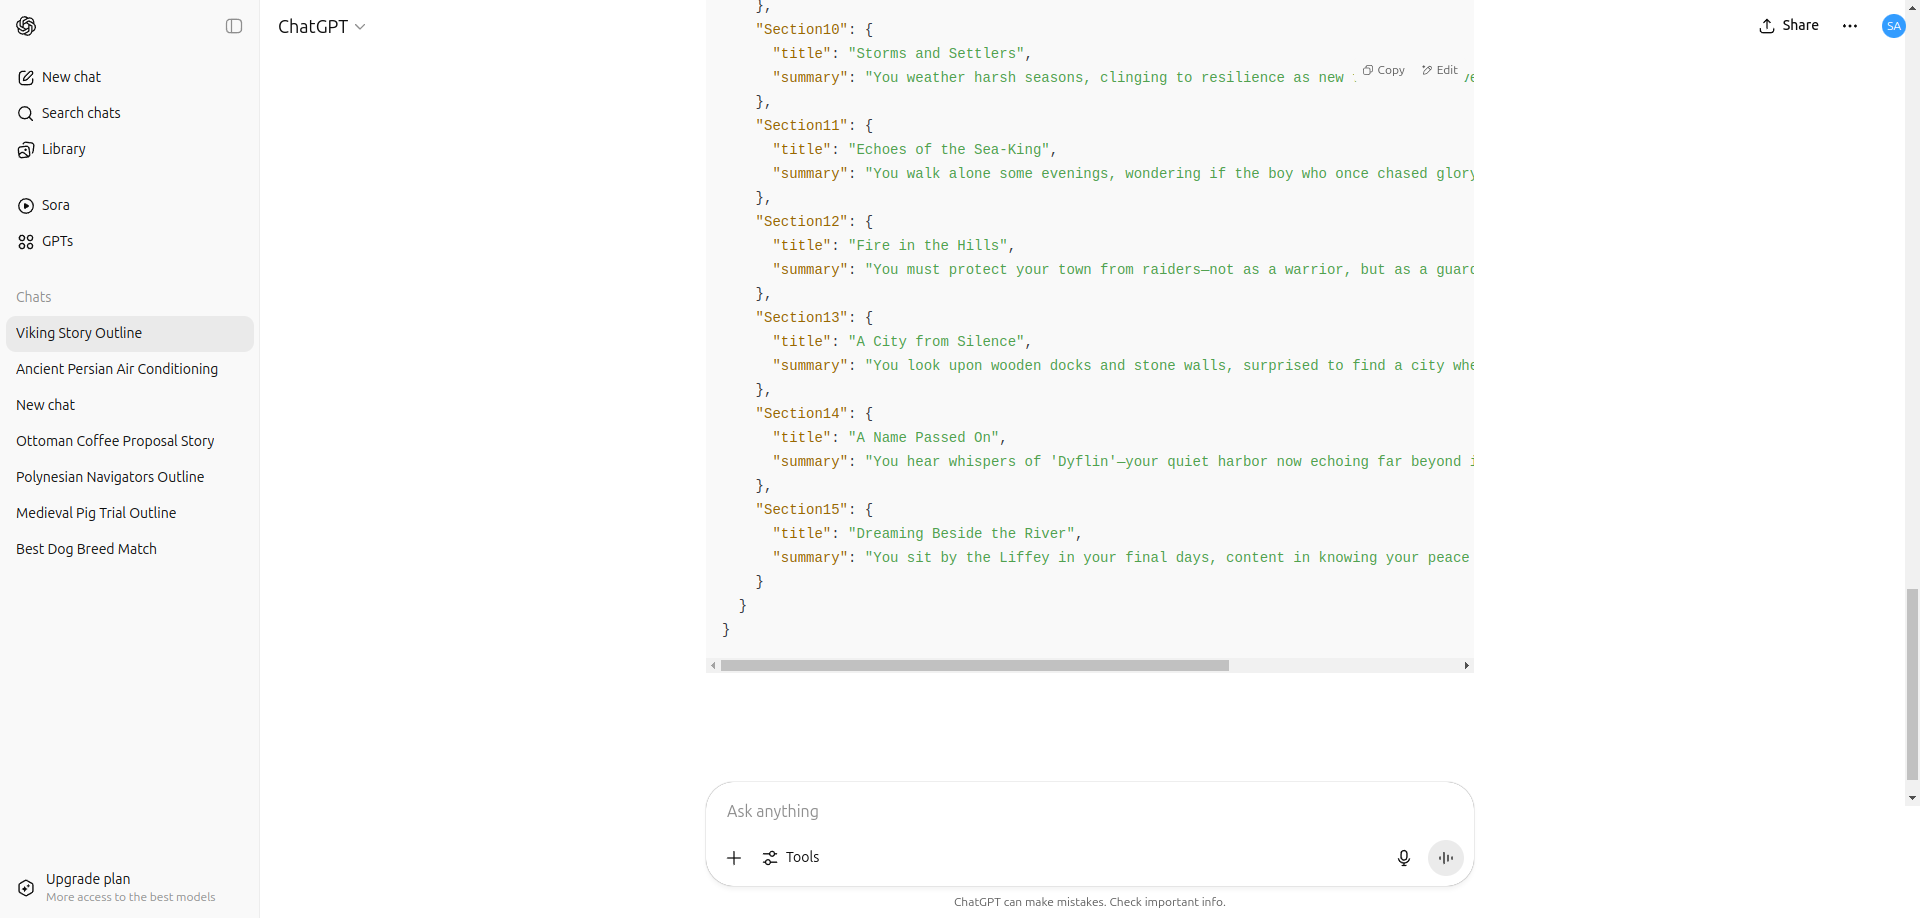 New chat
Search chats
Library
Sora
GPTs
Chats
Viking Story Outline
Ancient Persian Air Conditioning
New chat
Ottoman Coffee Proposal Story
Polynesian Navigators Outline
Medieval Pig Trial Outline
Best Dog Breed Match
Upgrade plan
More access to the best models
ChatGPT
Share
SA
Copy
Edit
},
"Section10": {
"title": "Storms and Settlers",
"summary": "You weather harsh seasons, clinging to resilience as new
},
"Section11": {
"title": "Echoes of the Sea-King",
"summary": "You walk alone some evenings, wondering if the boy who once chased glory
},
"Section12": {
"title": "Fire in the Hills",
"summary": "You must protect your town from raiders—not as a warrior, but as a guard
},
"Section13": {
"title": "A City from Silence",
"summary": "You look upon wooden docks and stone walls, surprised to find a city whe
},
"Section14": {
"title": "A Name Passed On",
"summary": "You hear whispers of 'Dyflin'—your quiet harbor now echoing far beyond i
},
"Section15": {
"title": "Dreaming Beside the River",
"summary": "You sit by the Liffey in your final days, content in knowing your peace
}
}
}
Ask anything
Tools
ChatGPT can make mistakes. Check important info.